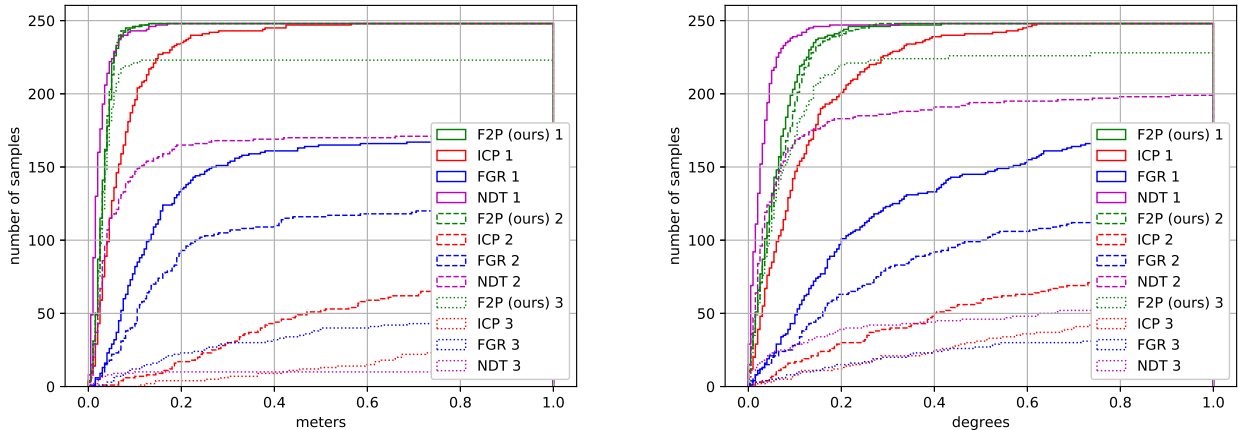 250
200
150
100
50
0
number of samples
0.0 0.2 0.4 0.6 0.8 1.0
meters
F2P (ours) 1
ICP 1
FGR 1
NDT 1
F2P (ours) 2
ICP 2
FGR 2
NDT 2
F2P (ours) 3
ICP 3
FGR 3
NDT 3
250
200
150
100
50
0
number of samples
0.0 0.2 0.4 0.6 0.8 1.0
degrees
F2P (ours) 1
ICP 1
FGR 1
NDT 1
F2P (ours) 2
ICP 2
FGR 2
NDT 2
F2P (ours) 3
ICP 3
FGR 3
NDT 3